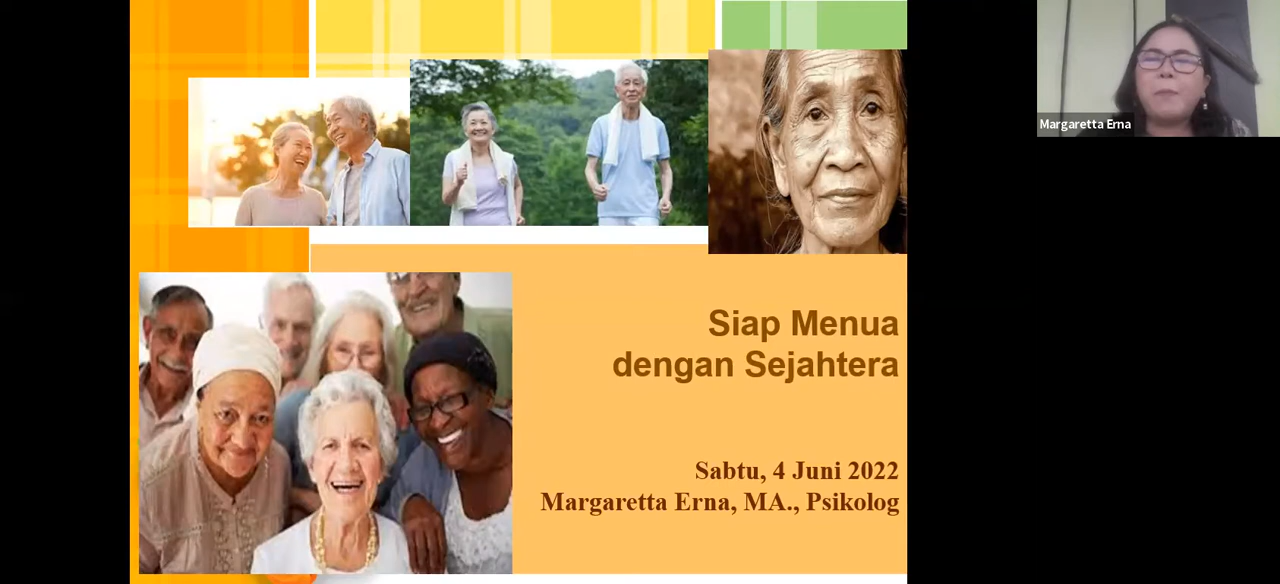 Margaretta Erna
Siap Menua
dengan Sejahtera
Sabtu, 4 Juni 2022
Margaretta Erna, MA., Psikolog